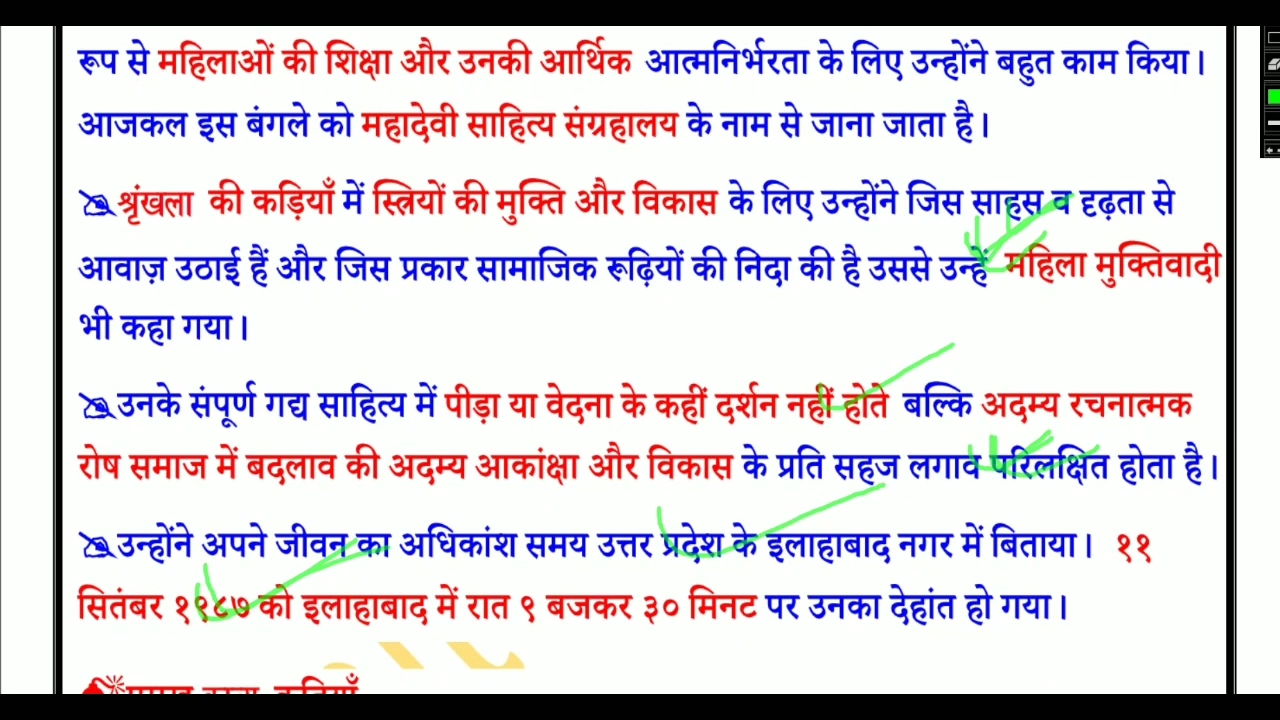 रूप से महिलाओं की शिक्षा और उनकी आर्थिक आत्मनिर्भरता के लिए उन्होंने बहुत काम किया।
आजकल इस बंगले को महादेवी साहित्य संग्रहालय के नाम से जाना जाता है।
श्रृंखला की कड़ियाँ में स्त्रियों की मुक्ति और विकास के लिए उन्होंने जिस साहस व दृढ़ता से
आवाज़ उठाई हैं और जिस प्रकार सामाजिक रूढ़ियों की निदा की है उससे उन्हें महिला मुक्तिवादी
भी कहा गया।
उनके संपूर्ण गद्य साहित्य में पीड़ा या वेदना के कहीं दर्शन नहीं होते बल्कि अदम्य रचनात्मक
रोष समाज में बदलाव की अदम्य आकांक्षा और विकास के प्रति सहज लगाव परिलक्षित होता है।
उन्होंने अपने जीवन का अधिकांश समय उत्तर प्रदेश के इलाहाबाद नगर में बिताया। ११
सितंबर १९८७ को इलाहाबाद में रात ९ बजकर ३० मिनट पर उनका देहांत हो गया।